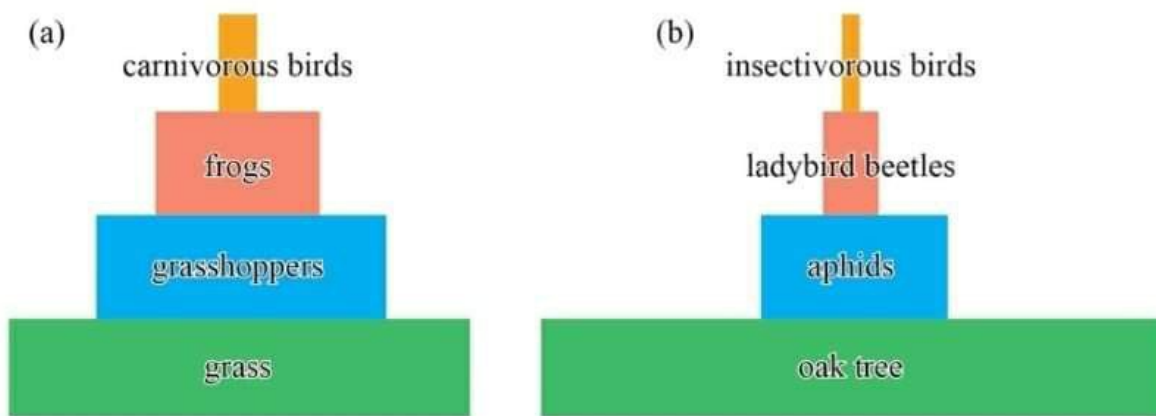 (a)
carnivorous birds
frogs
grasshoppers
grass
(b)
insectivorous birds
ladybird beetles
aphids
oak tree